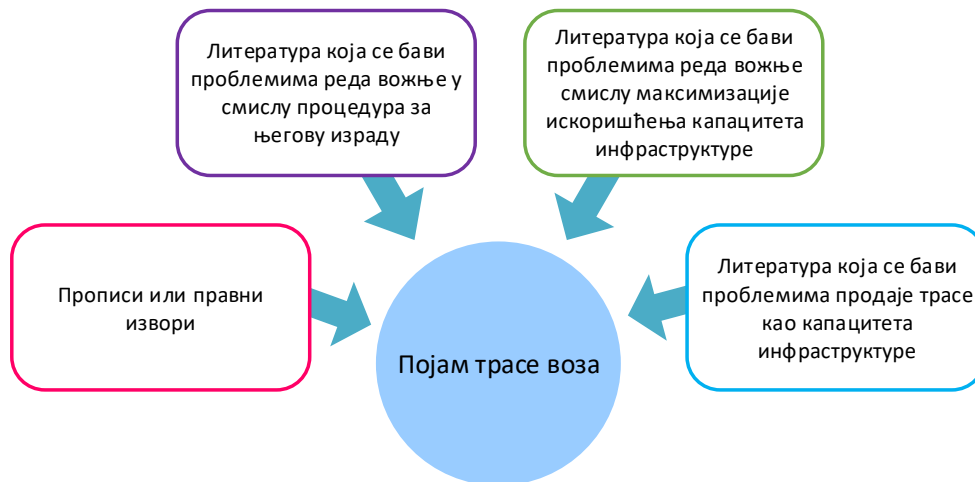 Литература која се бави
проблемима реда вожње у
смислу процедура за
његову израду
Литература која се бави
проблемима реда вожње
смислу максимизације
искоришћења капацитета
инфраструктуре
Прописи или правни
извори
Литература која се бави
проблемима продаје трасе
као капацитета
инфраструктуре
Појам трасе воза